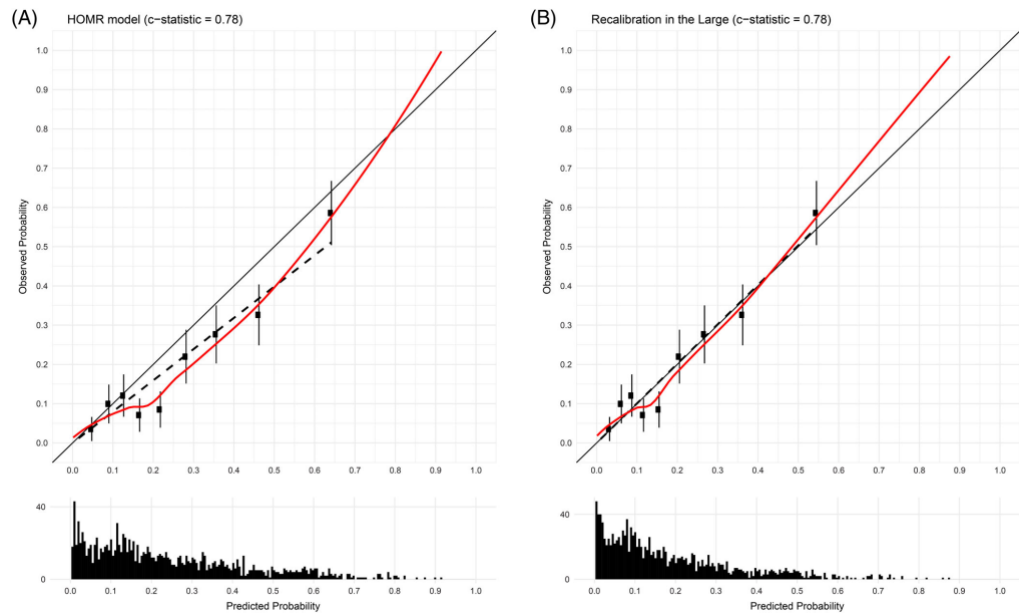 (A)
HOMR model (c−statistic = 0.78)
1.0
0.9
0.8
0.7
0.6
0.5
0.4
0.3
0.2
0.1
0.0
Observed Probability
0.0 0.1 0.2 0.3 0.4 0.5 0.6 0.7 0.8 0.9 1.0
40
0
0.0 0.1 0.2 0.3 0.4 0.5 0.6 0.7 0.8 0.9 1.0
Predicted Probability
(B)
Recalibration in the Large (c−statistic = 0.78)
1.0
0.9
0.8
0.7
0.6
0.5
0.4
0.3
0.2
0.1
0.0
Observed Probability
0.0 0.1 0.2 0.3 0.4 0.5 0.6 0.7 0.8 0.9 1.0
40
0
0.0 0.1 0.2 0.3 0.4 0.5 0.6 0.7 0.8 0.9 1.0
Predicted Probability